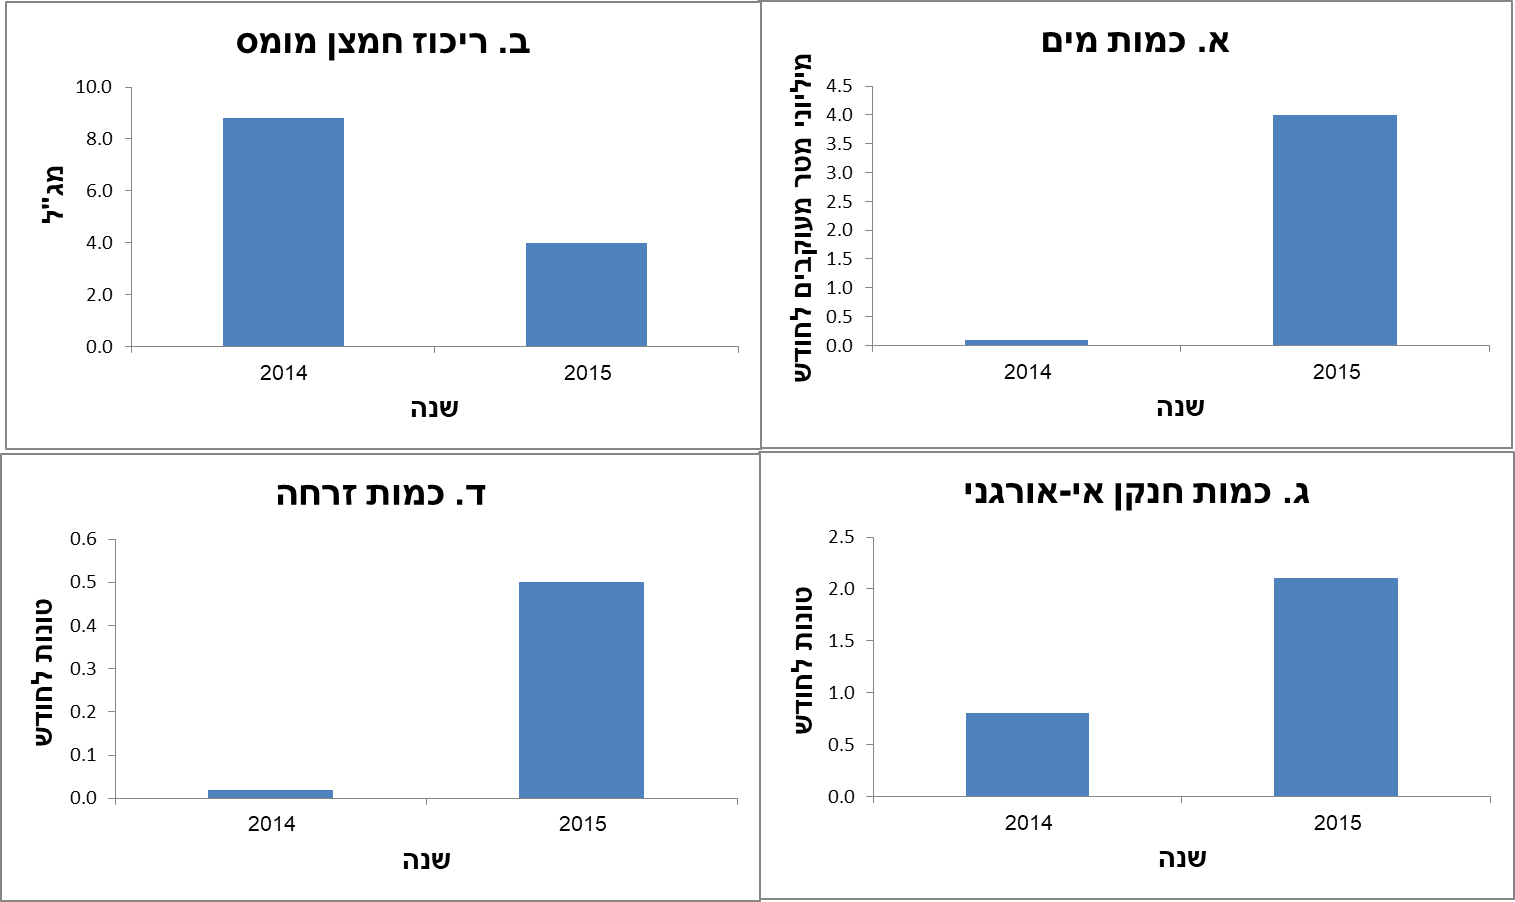 א. כמות מים
מיליוני מטר מעוקבים לחודש
4.5
4.0
3.5
3.0
2.5
2.0
1.5
1.0
0.5
0.0
2014 2015
שנה
ב. ריכוז חמצן מומס
מג"ל
10.0
8.0
6.0
4.0
2.0
0.0
2014 2015
שנה
ג. כמות חנקן אי-אורגני
טונות לחודש
2.5
2.0
1.5
1.0
0.5
0.0
2014 2015
שנה
ד. כמות זרחה
טונות לחודש
0.6
0.5
0.4
0.3
0.2
0.1
0.0
2014 2015
שנה